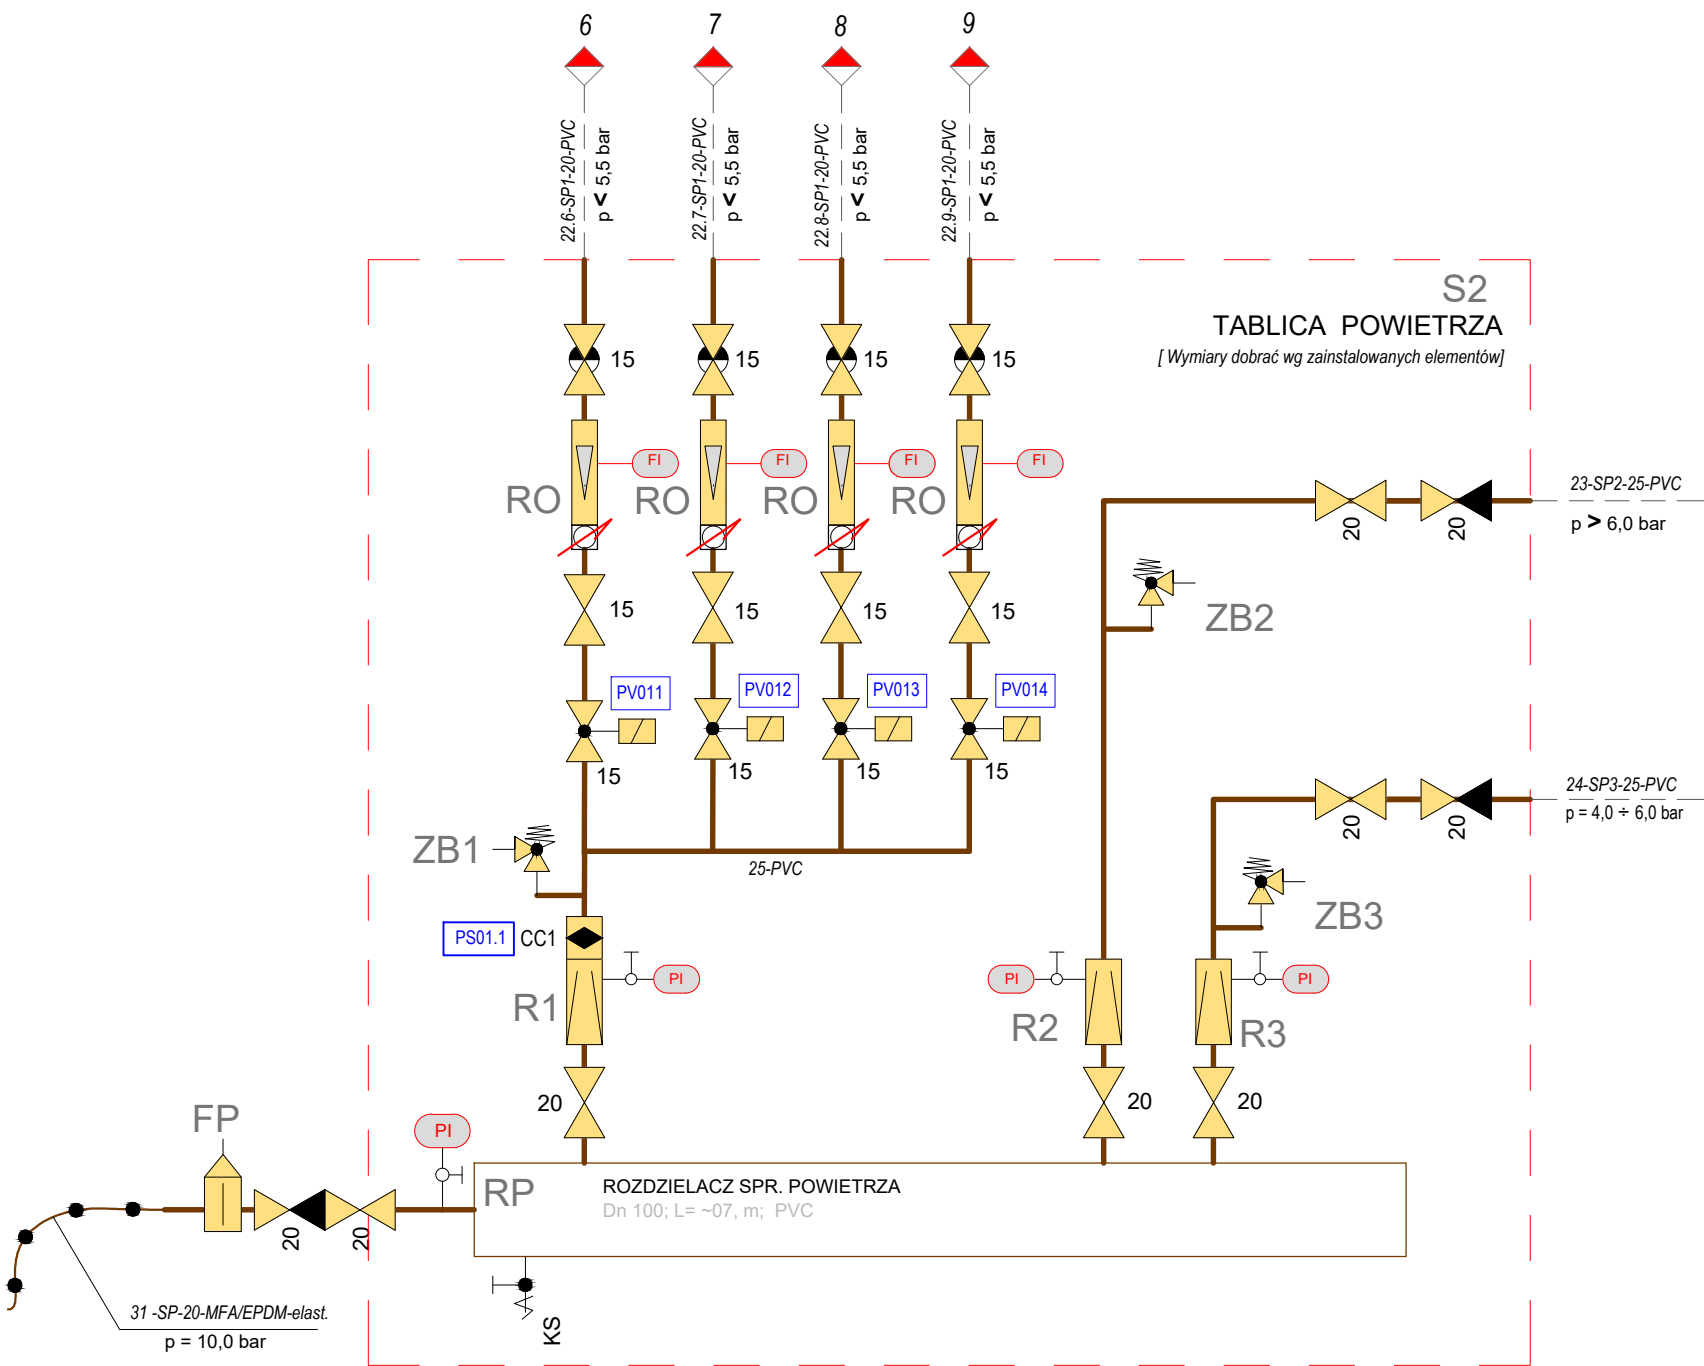 6
7
8
9
22.6-SP1-20-PVC
p < 5,5 bar
22.7-SP1-20-PVC
p < 5,5 bar
22.8-SP1-20-PVC
p < 5,5 bar
22.9-SP1-20-PVC
p < 5,5 bar
S2
TABLICA POWIETRZA
[ Wymiary dobrać wg zainstalowanych elementów]
15
15
15
15
FI
FI
FI
FI
RO
RO
RO
RO
23-SP2-25-PVC
p > 6,0 bar
20
20
15
15
15
15
ZB2
PV011
PV012
PV013
PV014
15
15
15
15
24-SP3-25-PVC
p = 4,0 ÷ 6,0 bar
20
20
ZB1
25-PVC
ZB3
PS01.1
CC1
PI
PI
PI
R1
R2
R3
20
20
20
FP
PI
RP
ROZDZIELACZ SPR. POWIETRZA
Dn 100; L= ~07, m; PVC
20
20
31 -SP-20-MFA/EPDM-elast.
p = 10,0 bar
KS